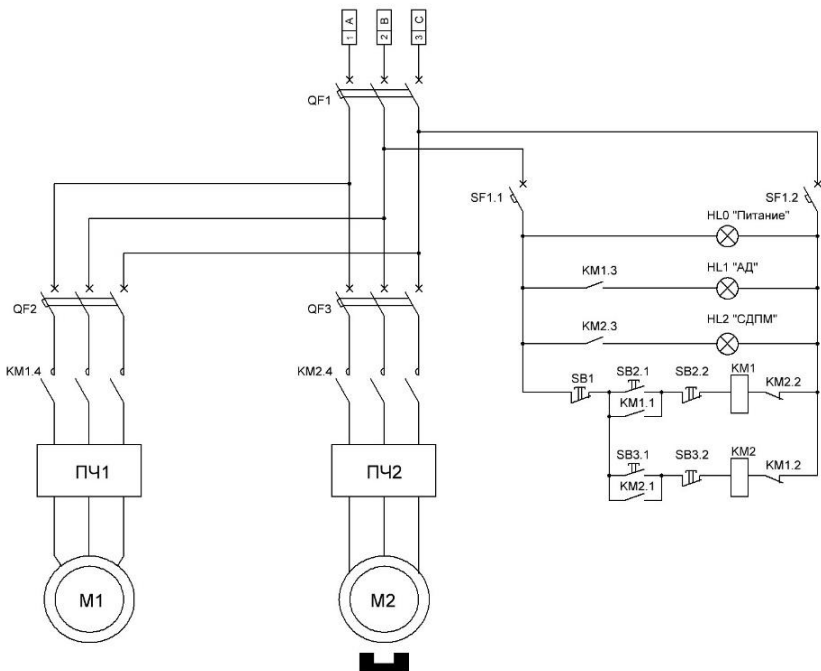 1 A
2 B
3 C
QF1
SF1.1
SF1.2
HL0 "Питание"
KM1.3
HL1 "АД"
QF2
QF3
KM2.3
HL2 "СДПМ"
KM1.4
KM2.4
SB1
SB2.1
SB2.2
KM1
KM2.2
KM1.1
ПЧ1
ПЧ2
SB3.1
SB3.2
KM2
KM1.2
KM2.1
M1
M2